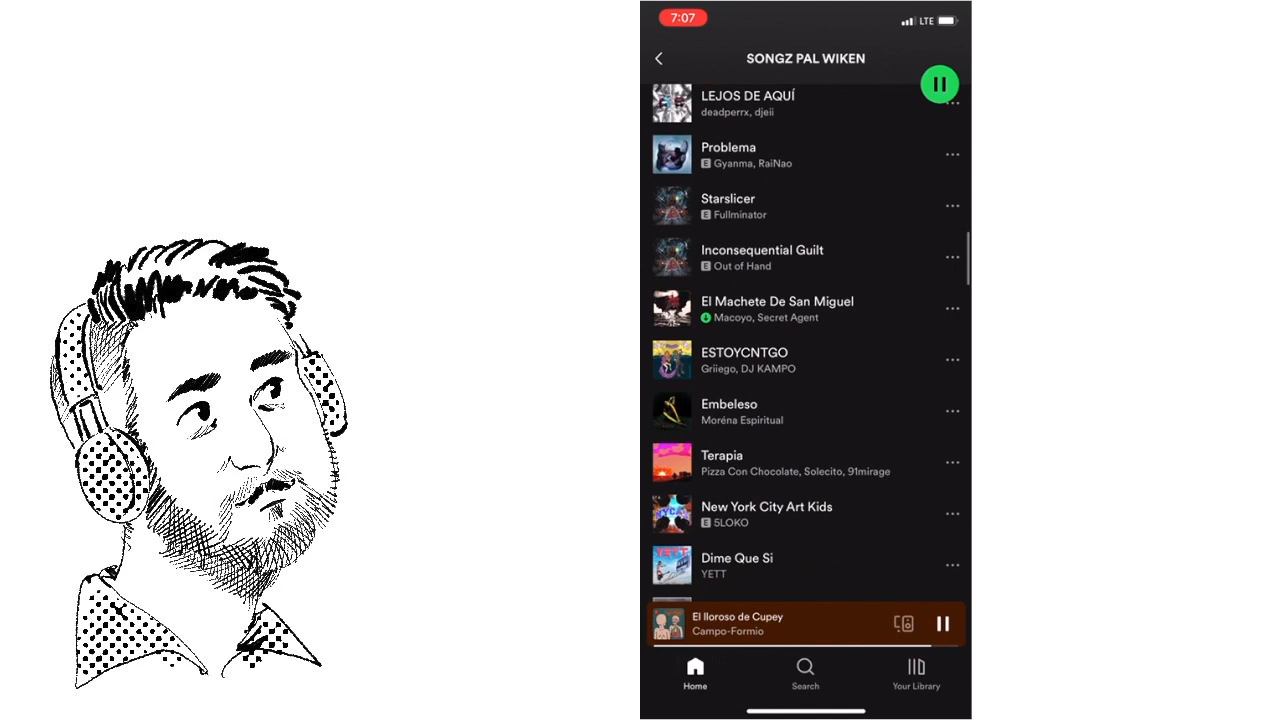 7:07
LTE
SONGZ PAL WIKEN
LEJOS DE AQUÍ
deadperrx, djeii
Problema
E Gyanma, RaiNao
Starslicer
E Fullminator
Inconsequential Guilt
E Out of Hand
El Machete De San Miguel
Macoyo, Secret Agent
ESTOYCNTGO
Griiego, DJ KAMPO
Embeleso
Moréna Espiritual
Terapia
Pizza Con Chocolate, Solecito, 91mirage
New York City Art Kids
E 5LOKO
Dime Que Si
YETT
El lloroso de Cupey
Campo-Formio
Home
Search
Your Library